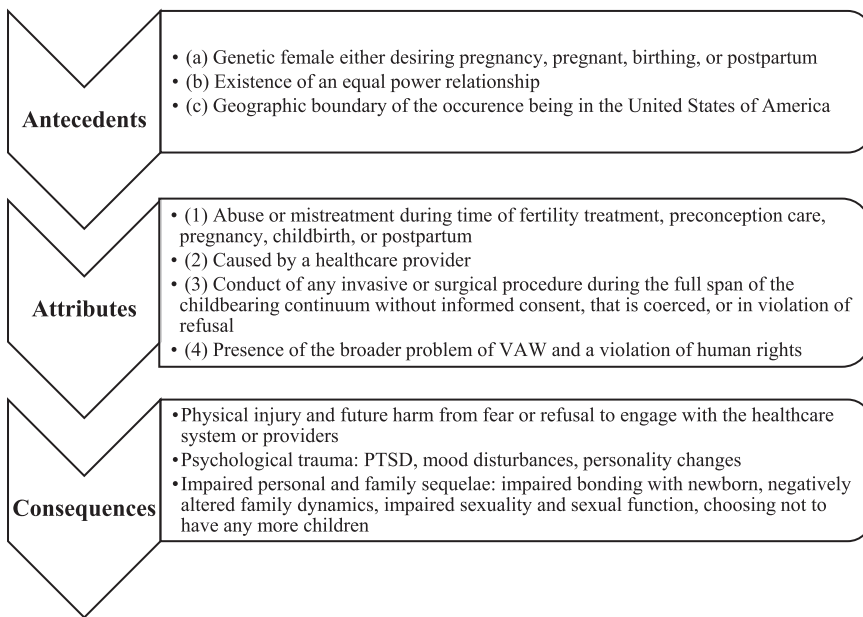 Antecedents
• (a) Genetic female either desiring pregnancy, pregnant, birthing, or postpartum
• (b) Existence of an equal power relationship
• (c) Geographic boundary of the occurence being in the United States of America
Attributes
• (1) Abuse or mistreatment during time of fertility treatment, preconception care,
pregnancy, childbirth, or postpartum
• (2) Caused by a healthcare provider
• (3) Conduct of any invasive or surgical procedure during the full span of the
childbearing continuum without informed consent, that is coerced, or in violation of
refusal
• (4) Presence of the broader problem of VAW and a violation of human rights
Consequences
•Physical injury and future harm from fear or refusal to engage with the healthcare
system or providers
•Psychological trauma: PTSD, mood disturbances, personality changes
•Impaired personal and family sequelae: impaired bonding with newborn, negatively
altered family dynamics, impaired sexuality and sexual function, choosing not to
have any more children